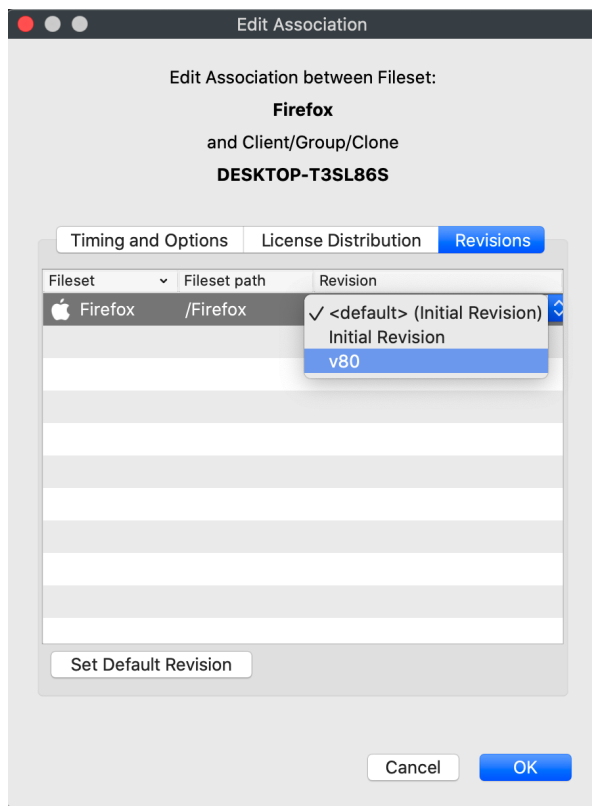 Edit Association
Edit Association between Fileset:
Firefox
and Client/Group/Clone
DESKTOP-T3SL86S
Timing and Options License Distribution Revisions
Fileset Fileset path Revision
Firefox /Firefox <default> (Initial Revision)
Initial Revision
v80
Set Default Revision
Cancel OK